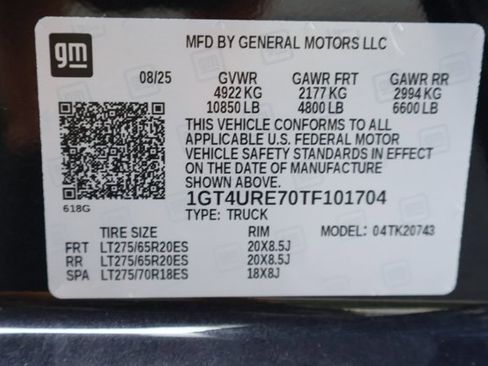 gm
MFD BY GENERAL MOTORS LLC
08/25 GVWR GAWR FRT GAWR RR
4922 KG 2177 KG 2994 KG
10850 LB 4800 LB 6600 LB
THIS VEHICLE CONFORMS TO ALL
APPLICABLE U.S. FEDERAL MOTOR
VEHICLE SAFETY STANDARDS IN EFFECT
ON THE DATE OF MANUFACTURE
SHOWN ABOVE.
618G
1GT4URE70TF101704
TYPE: TRUCK
TIRE SIZE RIM MODEL: 04TK20743
FRT LT275/65R20ES 20X8.5J
RR LT275/65R20ES 20X8.5J
SPA LT275/70R18ES 18X8J